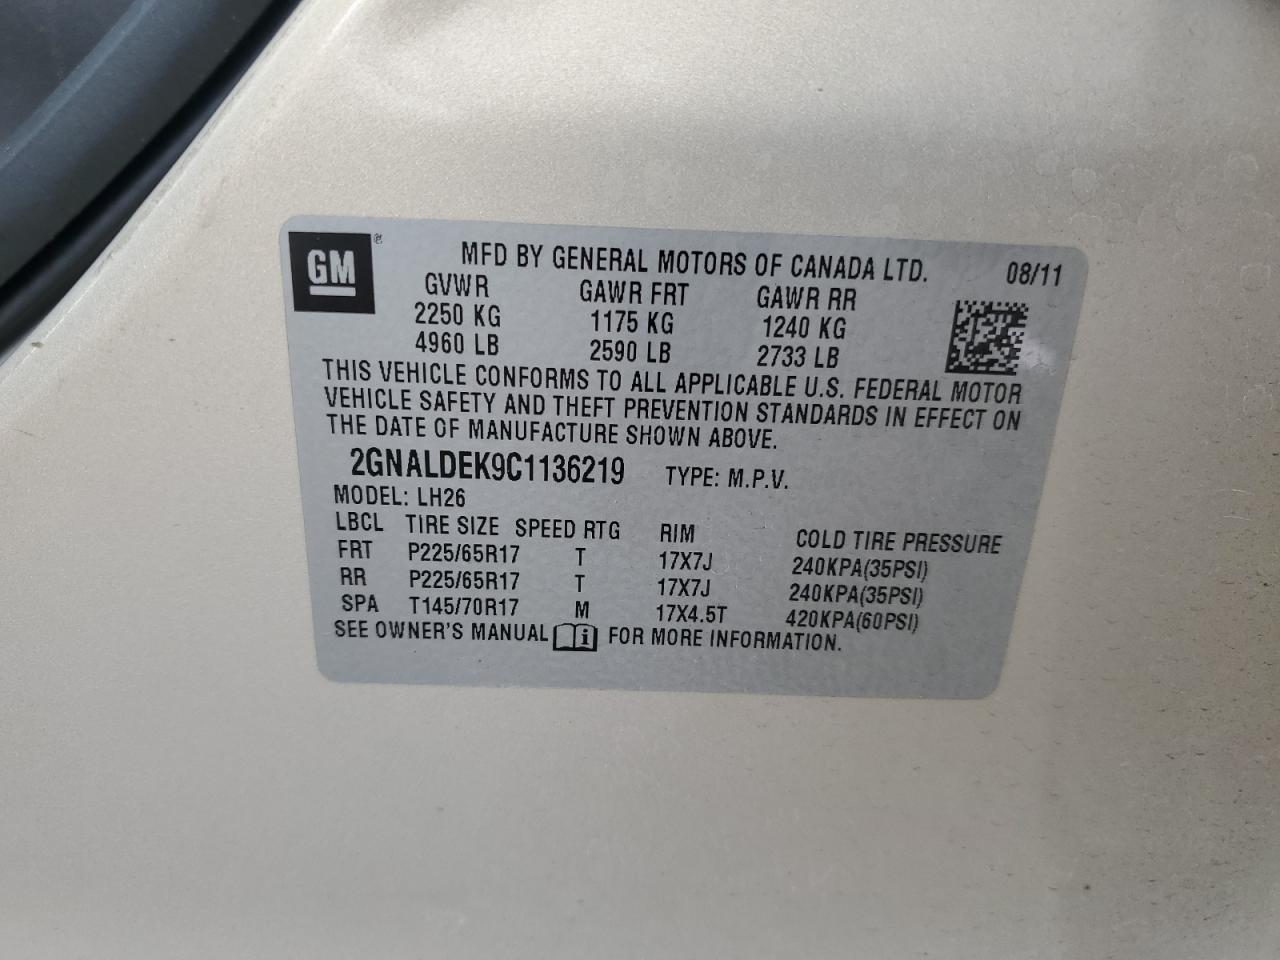 GM®
MFD BY GENERAL MOTORS OF CANADA LTD. 08/11
GVWR GAWR FRT GAWR RR
2250 KG 1175 KG 1240 KG
4960 LB 2590 LB 2733 LB
THIS VEHICLE CONFORMS TO ALL APPLICABLE U.S. FEDERAL MOTOR
VEHICLE SAFETY AND THEFT PREVENTION STANDARDS IN EFFECT ON
THE DATE OF MANUFACTURE SHOWN ABOVE.
2GNALDEK9C1136219 TYPE: M.P.V.
MODEL: LH26
LBCL TIRE SIZE SPEED RTG RIM COLD TIRE PRESSURE
FRT P225/65R17 T 17X7J 240KPA(35PSI)
RR P225/65R17 T 17X7J 240KPA(35PSI)
SPA T145/70R17 M 17X4.5T 420KPA(60PSI)
SEE OWNER'S MANUAL i FOR MORE INFORMATION.